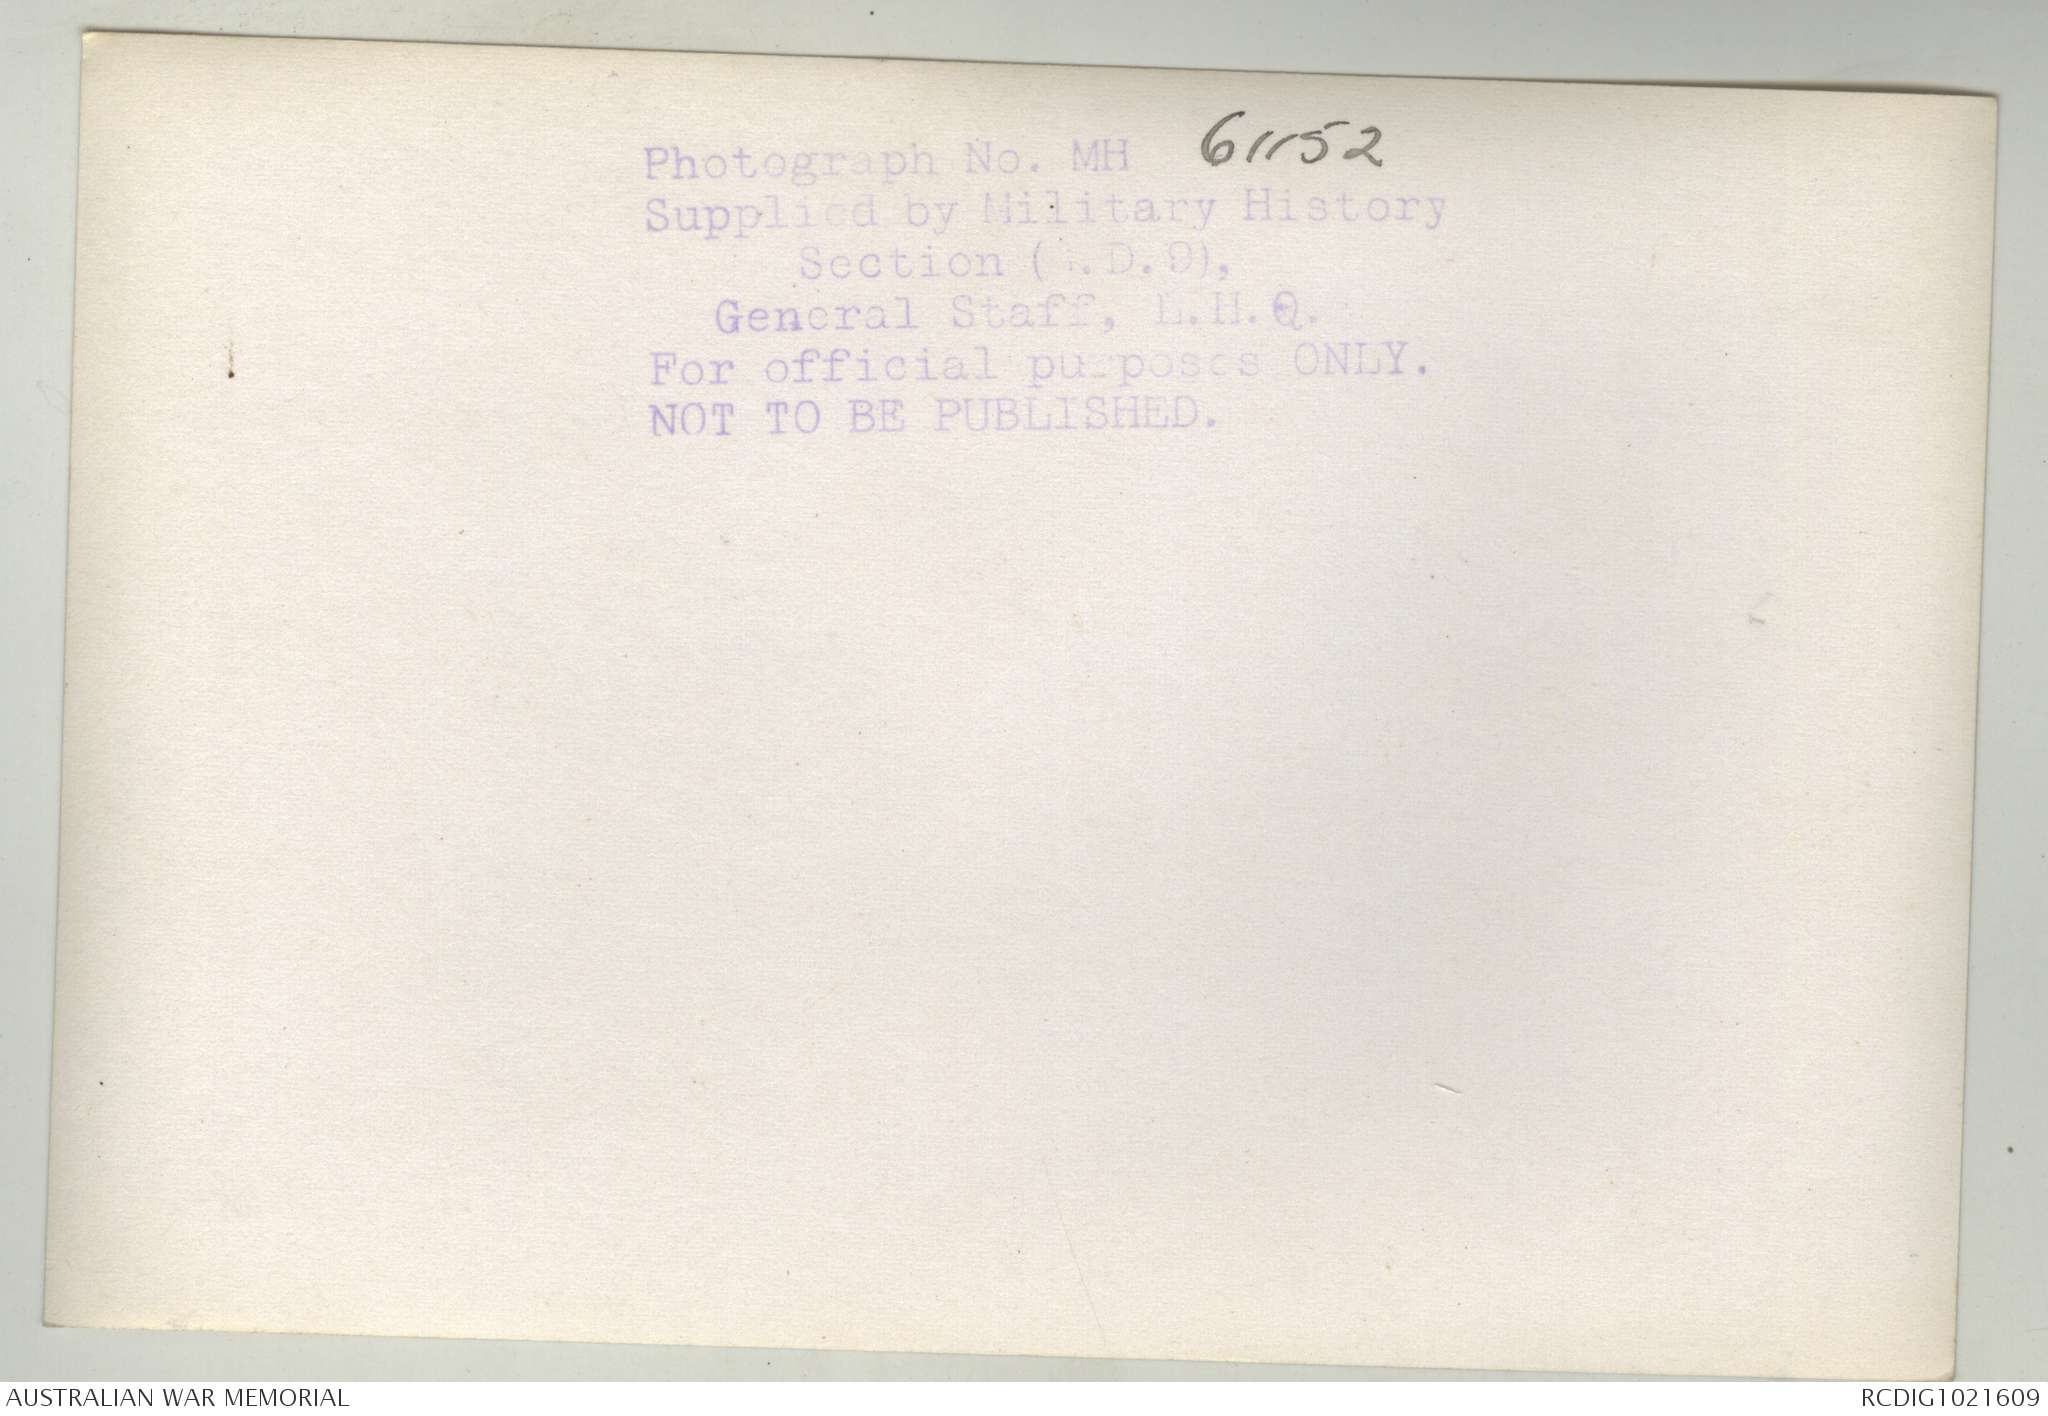 Photograph No. MH 61152
Supplied by Military History
Section ( .D.9),
General Staff, L.H.Q.
For official purposes ONLY.
NOT TO BE PUBLISHED.
AUSTRALIAN WAR MEMORIAL
RCDIG1021609